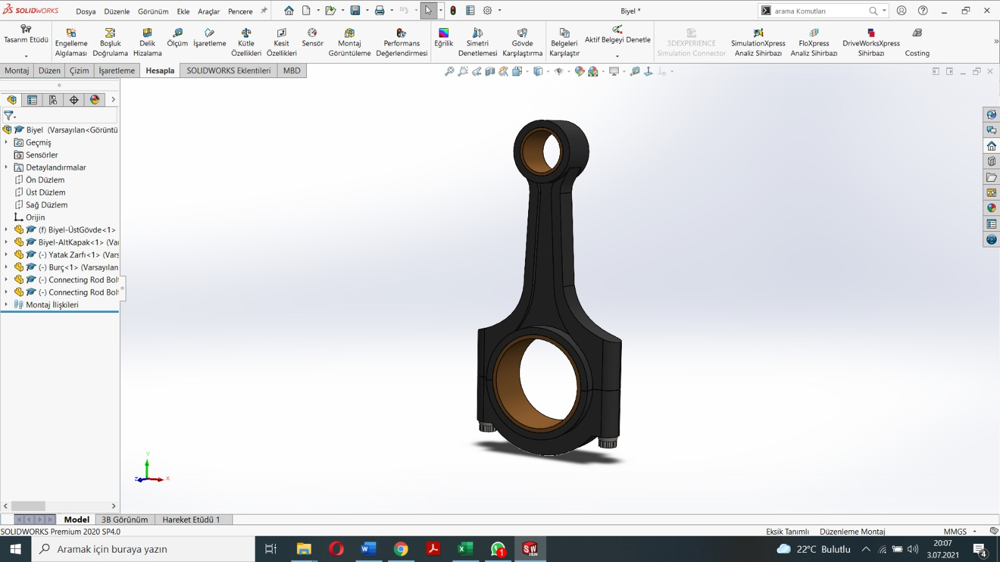 SOLIDWORKS
Dosya Düzenle Görünüm Ekle Araçlar Pencere
Biyel *
arama Komutları
Tasarım Etüdü
Engelleme Algılaması
Boşluk Doğrulama
Delik Hizalama
Ölçüm
İşaretleme
Kütle Özellikleri
Kesit Özellikleri
Sensör
Montaj Görüntüleme
Performans Değerlendirmesi
Eğrilik
Simetri Denetlemesi
Gövde Karşılaştırma
Belgeleri Karşılaştır
Aktif Belgeyi Denetle
3DEXPERIENCE Simulation Connector
SimulationXpress Analiz Sihirbazı
FloXpress Analiz Sihirbazı
DriveWorksXpress Sihirbazı
Costing
Montaj Düzen Çizim İşaretleme Hesapla SOLIDWORKS Eklentileri MBD
Biyel (Varsayılan<Görüntü
Geçmiş
Sensörler
Detaylandırmalar
Ön Düzlem
Üst Düzlem
Sağ Düzlem
Orijin
(f) Biyel-ÜstGövde<1>
Biyel-AltKapak<1> (Va
(-) Yatak Zarfı<1> (Vars
(-) Burç<1> (Varsayılan
(-) Connecting Rod Bol
(-) Connecting Rod Bol
Montaj İlişkileri
Y
Z
X
Model 3B Görünüm Hareket Etüdü 1
SOLIDWORKS Premium 2020 SP4.0
Eksik Tanımlı Düzenleme Montaj MMGS
Aramak için buraya yazın
1
SW
2020
22°C Bulutlu
20:07
3.07.2021
4